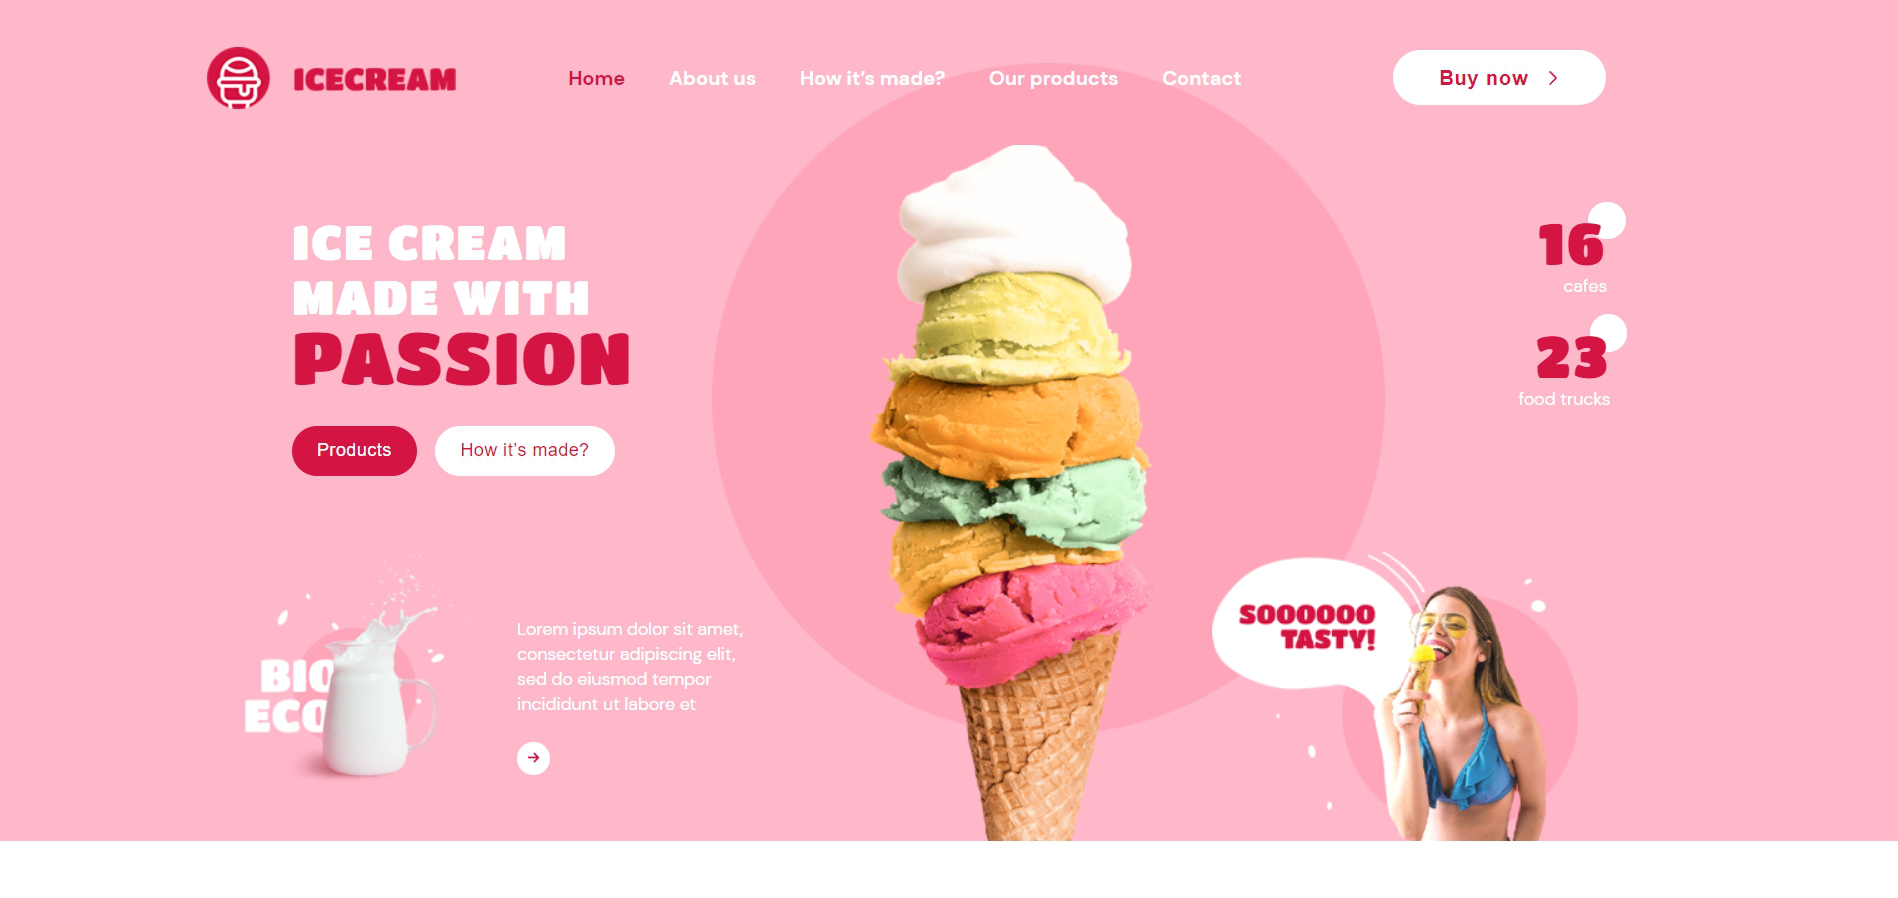 ICECREAM
Home
About us
How it's made?
Our products
Contact
Buy now
ICE CREAM
MADE WITH
PASSION
Products
How it's made?
16
cafes
23
food trucks
BIO
ECO
Lorem ipsum dolor sit amet,
consectetur adipiscing elit,
sed do eiusmod tempor
incididunt ut labore et
SOOOOOO
TASTY!